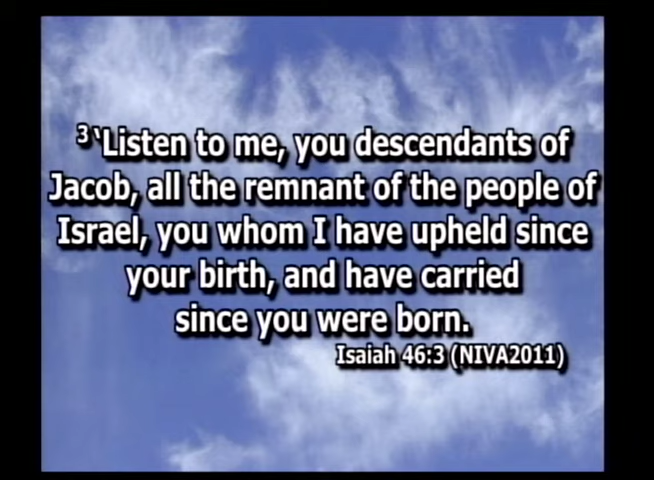 ³‘Listen to me, you descendants of
Jacob, all the remnant of the people of
Israel, you whom I have upheld since
your birth, and have carried
since you were born.
Isaiah 46:3 (NIVA2011)